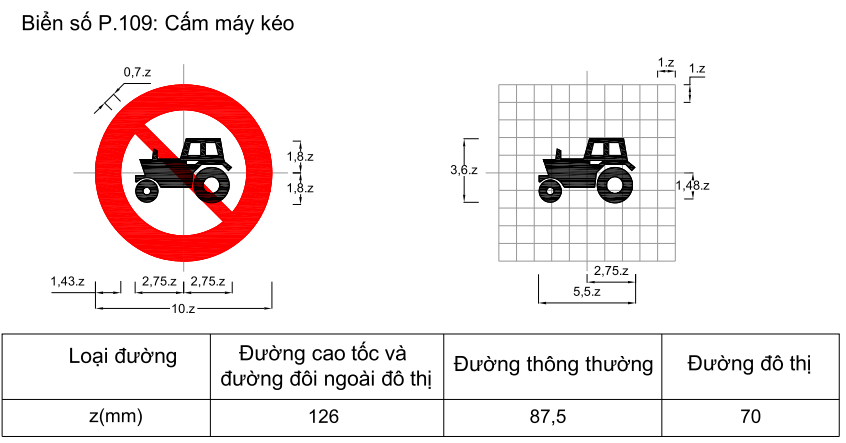 Biển số P.109: Cấm máy kéo
0,7.z
1,8.z
1,8.z
1,43.z
2,75.z
2,75.z
10.z
1.z
1.z
3,6.z
1,48.z
2,75.z
5,5.z
Loại đường
Đường cao tốc và
đường đôi ngoài đô thị
Đường thông thường
Đường đô thị
z(mm)
126
87,5
70